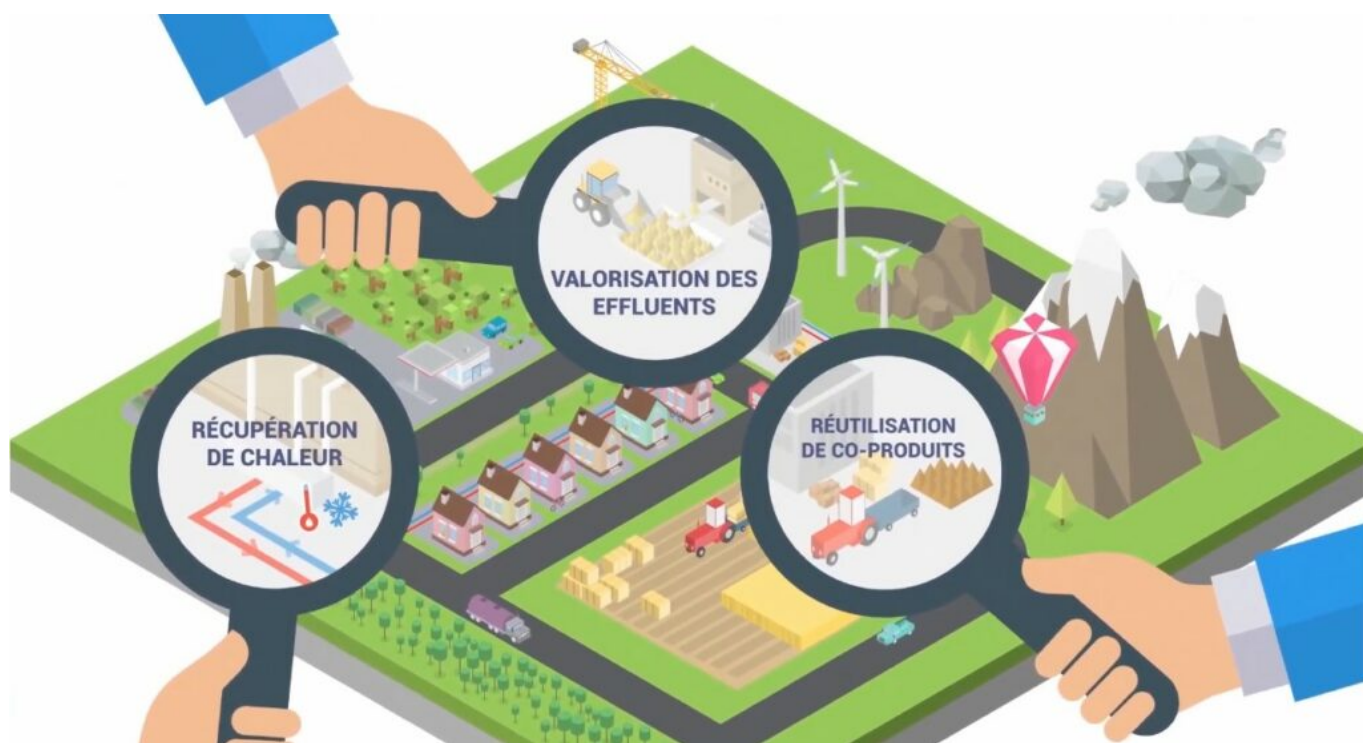 VALORISATION DES
EFFLUENTS
RÉCUPÉRATION
DE CHALEUR
RÉUTILISATION
DE CO-PRODUITS